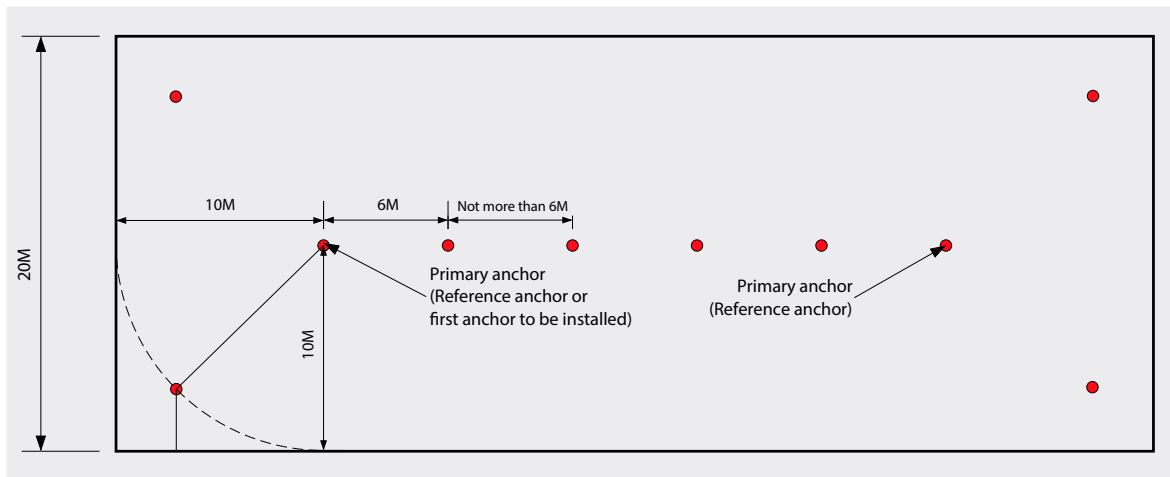 10M
6M
Not more than 6M
20M
Primary anchor
(Reference anchor or
first anchor to be installed)
Primary anchor
(Reference anchor)
10M